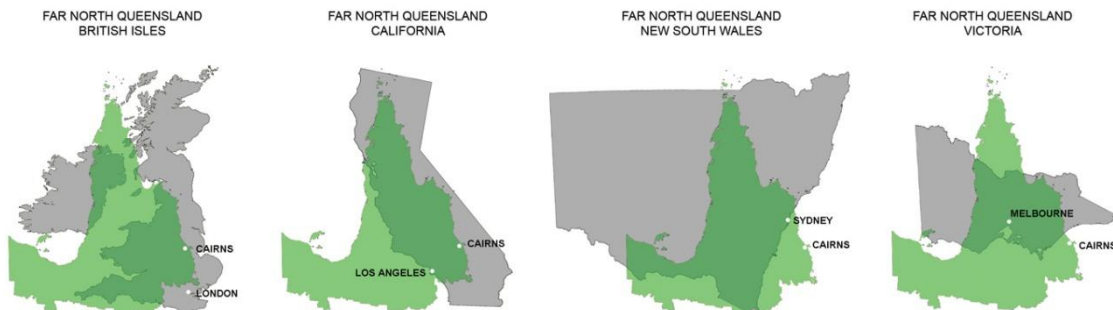 FAR NORTH QUEENSLAND
BRITISH ISLES
CAIRNS
LONDON
FAR NORTH QUEENSLAND
CALIFORNIA
CAIRNS
LOS ANGELES
FAR NORTH QUEENSLAND
NEW SOUTH WALES
SYDNEY
CAIRNS
FAR NORTH QUEENSLAND
VICTORIA
MELBOURNE
CAIRNS